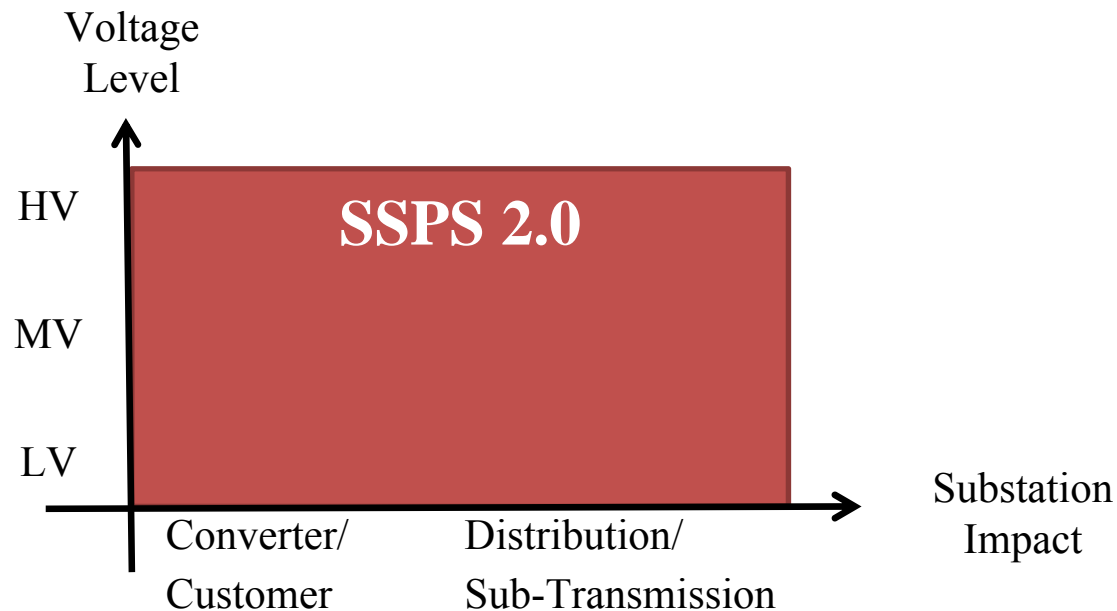 Voltage
Level
HV
SSPS 2.0
MV
LV
Substation
Impact
Converter/
Customer
Distribution/
Sub-Transmission